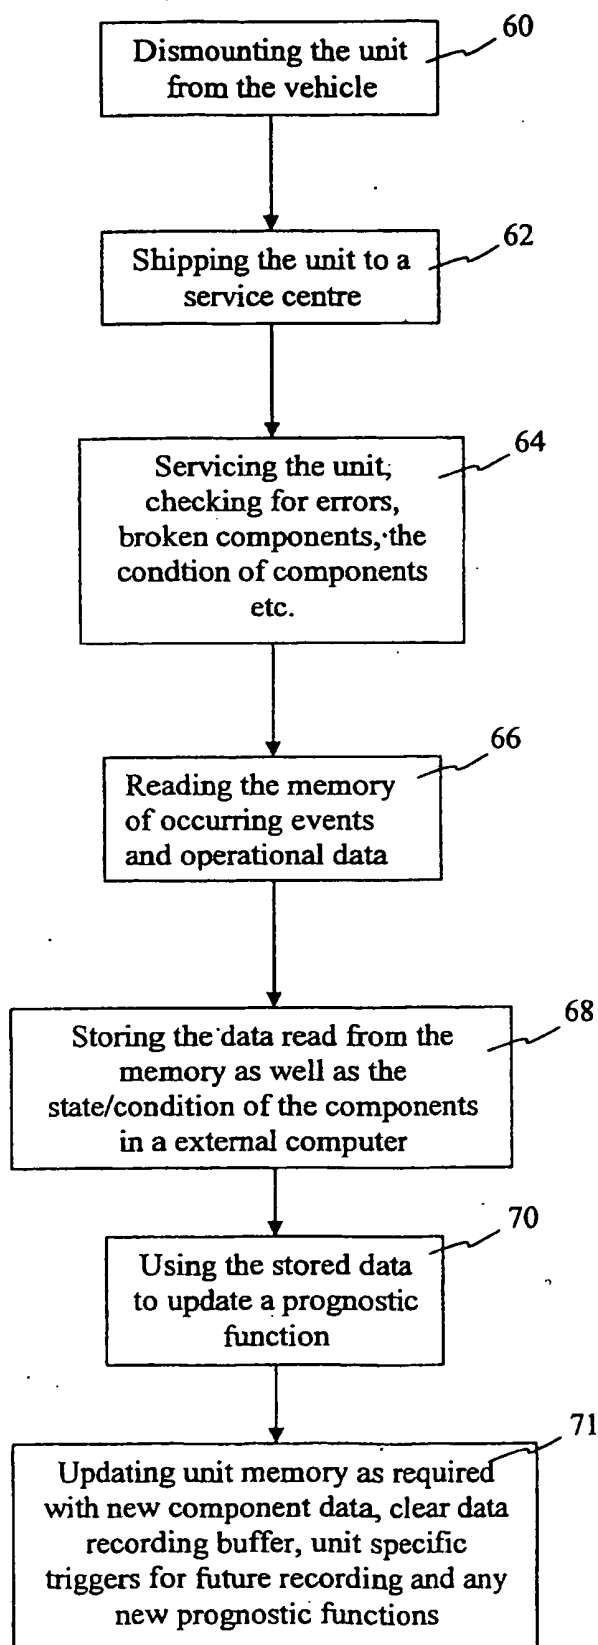 60
Dismounting the unit
from the vehicle
62
Shipping the unit to a
service centre
64
Servicing the unit,
checking for errors,
broken components, the
condtion of components
etc.
66
Reading the memory
of occurring events
and operational data
68
Storing the data read from the
memory as well as the
state/condition of the components
in a external computer
70
Using the stored data
to update a prognostic
function
71
Updating unit memory as required
with new component data, clear data
recording buffer, unit specific
triggers for future recording and any
new prognostic functions